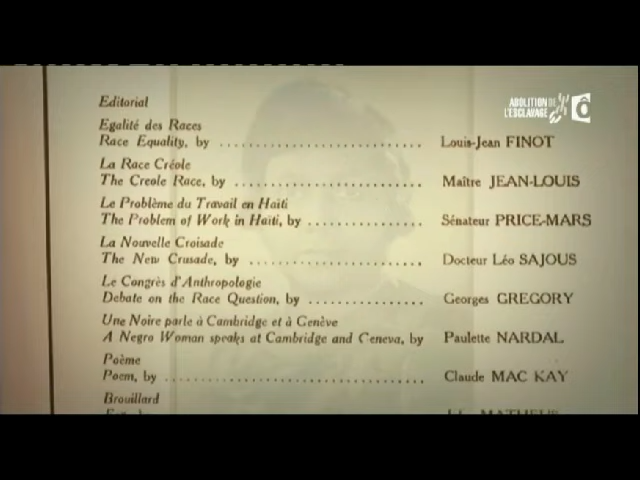 ABOLITION DE
L'ESCLAVAGE
Editorial
Egalité des Races
Race Equality, by .............................. Louis-Jean FINOT
La Race Créole
The Creole Race, by ........................... Maître JEAN-LOUIS
Le Problème du Travail en Haïti
The Problem of Work in Haïti, by ............... Sénateur PRICE-MARS
La Nouvelle Croisade
The New Crusade, by ......................... Docteur Léo SAJOUS
Le Congrès d'Anthropologie
Debate on the Race Question, by ............... Georges GREGORY
Une Noire parle à Cambridge et à Genève
A Negro Woman speaks at Cambridge and Geneva, by Paulette NARDAL
Poème
Poem, by .................................... Claude MAC KAY
Brouillard